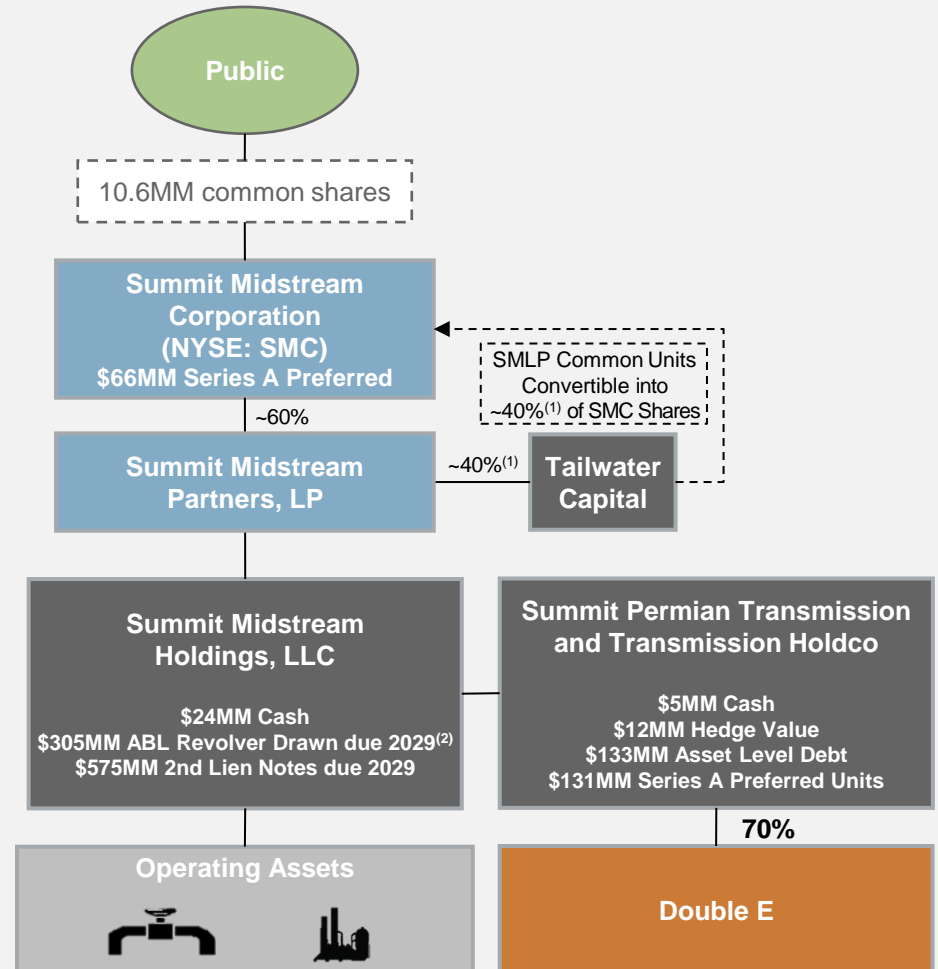 Public
10.6MM common shares
Summit Midstream
Corporation
(NYSE: SMC)
$66MM Series A Preferred
SMLP Common Units
Convertible into
~40%(1) of SMC Shares
~60%
Summit Midstream
Partners, LP
~40%(1)
Tailwater
Capital
Summit Midstream
Holdings, LLC
$24MM Cash
$305MM ABL Revolver Drawn due 2029(2)
$575MM 2nd Lien Notes due 2029
Summit Permian Transmission
and Transmission Holdco
$5MM Cash
$12MM Hedge Value
$133MM Asset Level Debt
$131MM Series A Preferred Units
70%
Operating Assets
Double E